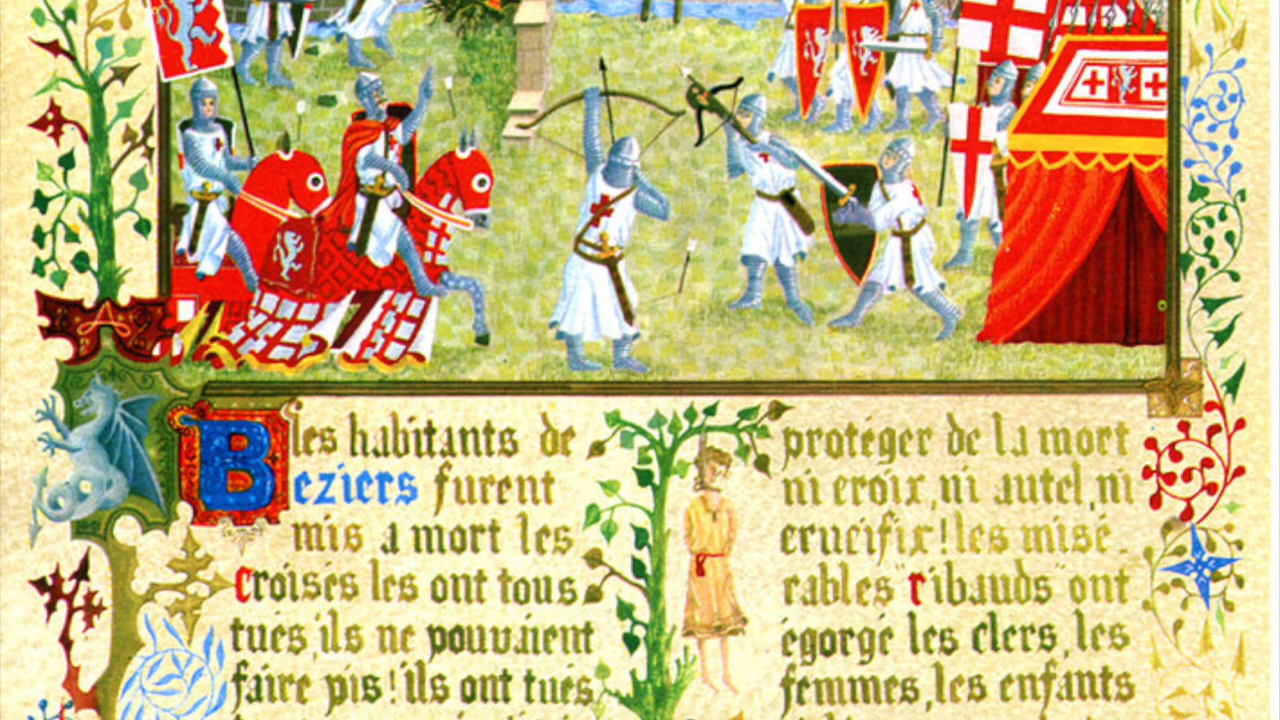 les habitants de
Beziers furent
mis a mort les
croisés les ont tous
tués, ils ne pouvaient
faire pis! ils ont tués
protéger de la mort
ni croix, ni autel, ni
crucifix! les misé-
rables "ribauds" ont
égorgé les clers, les
femmes, les enfants